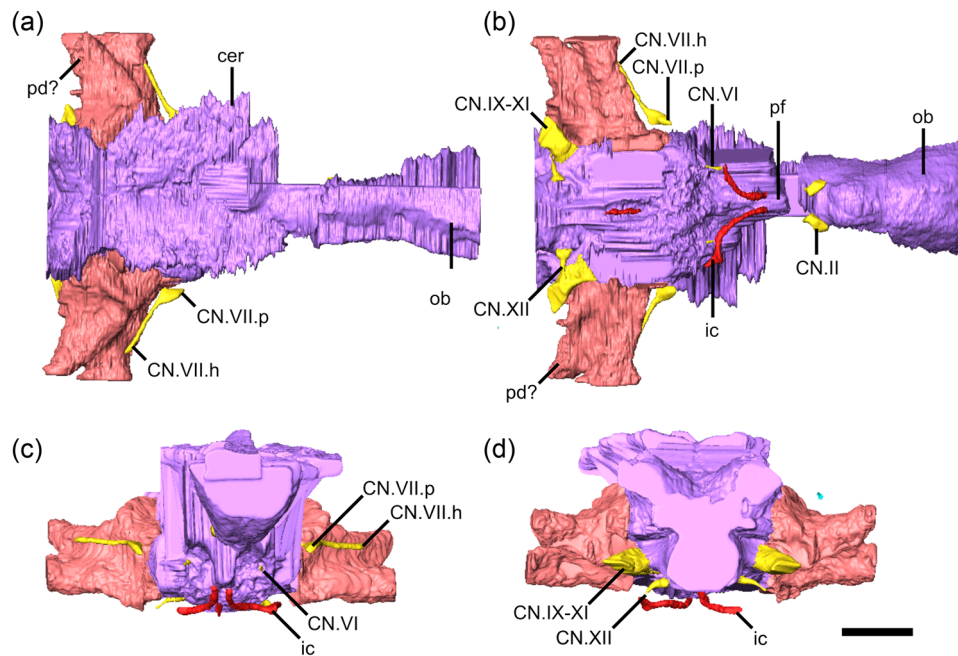 (a)
cer
pd?
ob
CN.VII.p
CN.VII.h
(b)
CN.VII.h
CN.VII.p
CN.IX-XI
CN.VI
pf
ob
CN.II
CN.XII
ic
pd?
(c)
CN.VII.p
CN.VII.h
CN.VI
ic
(d)
CN.IX-XI
CN.XII
ic